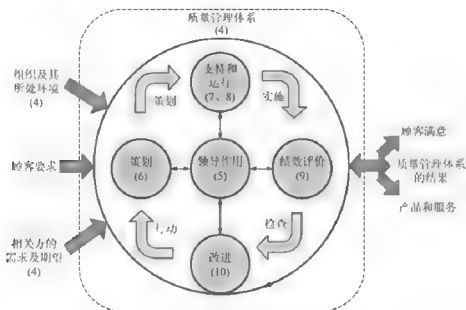 质量管理体系
(4)
组织及其
所处环境
(4)
支持和
运行
(7、8)
策划
实施
顾客要求
策划
(6)
领导作用
(5)
绩效评价
(9)
顾客满意
质量管理体系
的结果
产品和服务
行动
检查
相关方的
需求及期望
(4)
改进
(10)